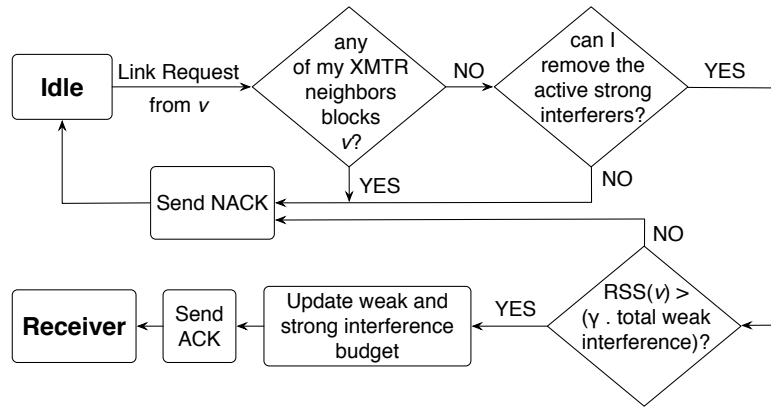 any
of my XMTR
neighbors
blocks
v?
can I
remove the
active strong
interferers?
Idle
Link Request
from v
NO
YES
YES
NO
Send NACK
NO
RSS(v) >
(γ . total weak
interference)?
YES
Update weak and
strong interference
budget
Send
ACK
Receiver